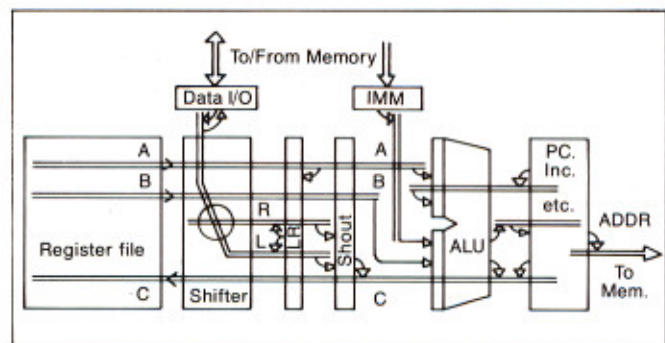 To/From Memory
Data I/O
IMM
A
A
PC.
Inc.
B
B
etc.
R
ADDR
Register file
L
LR
Shout
ALU
To
Mem.
C
Shifter
C